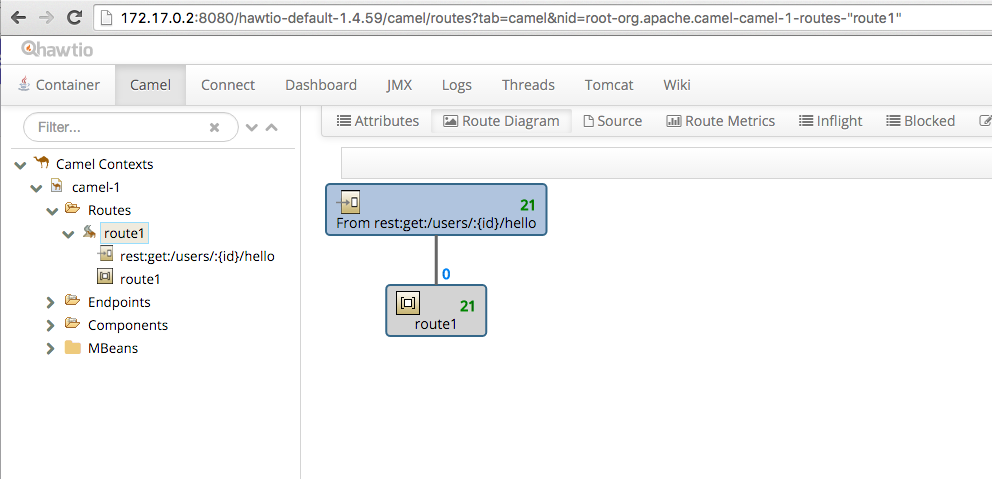 172.17.0.2:8080/hawtio-default-1.4.59/camel/routes?tab=camel&nid=root-org.apache.camel-camel-1-routes-"route1"
hawtio
Container Camel Connect Dashboard JMX Logs Threads Tomcat Wiki
Filter...
Attributes Route Diagram Source Route Metrics Inflight Blocked
Camel Contexts
camel-1
Routes
route1
rest:get:/users/:{id}/hello
route1
Endpoints
Components
MBeans
21
From rest:get:/users/:{id}/hello
0
21
route1